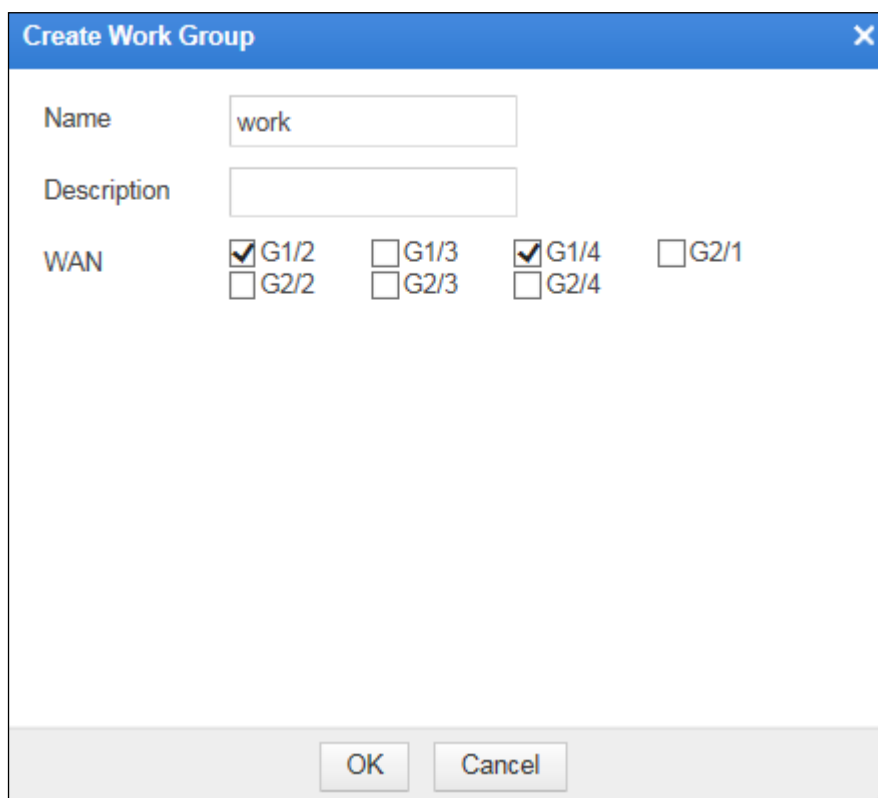 Create Work Group
Name work
Description
WAN G1/2 G1/3 G1/4 G2/1
G2/2 G2/3 G2/4
OK Cancel